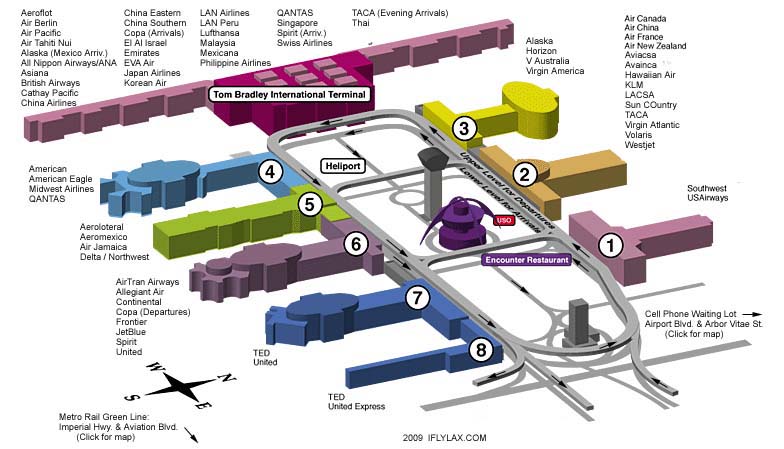 Aeroflot
Air Berlin
Air Pacific
Air Tahiti Nui
Alaska (Mexico Arriv.)
All Nippon Airways/ANA
Asiana
British Airways
Cathay Pacific
China Airlines
China Eastern
China Southern
Copa (Arrivals)
El Al Israel
Emirates
EVA Air
Japan Airlines
Korean Air
LAN Airlines
LAN Peru
Lufthansa
Malaysia
Mexicana
Philippine Airlines
QANTAS
Singapore
Spirit (Arriv.)
Swiss Airlines
TACA (Evening Arrivals)
Thai
Tom Bradley International Terminal
Alaska
Horizon
V Australia
Virgin America
Air Canada
Air China
Air France
Air New Zealand
Aviacsa
Avainca
Hawaiian Air
KLM
LACSA
Sun COuntry
TACA
Virgin Atlantic
Volaris
Westjet
3
2
Heliport
Upper Level for Departures
Lower Level for Arrivals
American
American Eagle
Midwest Airlines
QANTAS
4
5
USO
Southwest
USAirways
1
Aeroloteral
Aeromexico
Air Jamaica
Delta / Northwest
6
Encounter Restaurant
AirTran Airways
Allegiant Air
Continental
Copa (Departures)
Frontier
JetBlue
Spirit
United
7
TED
United
8
Cell Phone Waiting Lot
Airport Blvd. & Arbor Vitae St.
(Click for map)
TED
United Express
S
N
W
E
Metro Rail Green Line:
Imperial Hwy. & Aviation Blvd.
(Click for map)
2009 IFLYLAX.COM